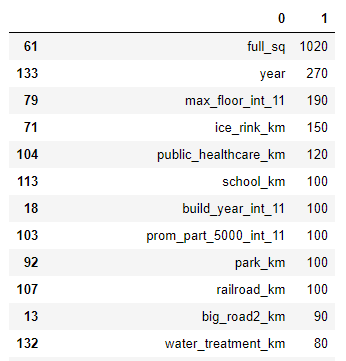 0 1
61 full_sq 1020
133 year 270
79 max_floor_int_11 190
71 ice_rink_km 150
104 public_healthcare_km 120
113 school_km 100
18 build_year_int_11 100
103 prom_part_5000_int_11 100
92 park_km 100
107 railroad_km 100
13 big_road2_km 90
132 water_treatment_km 80